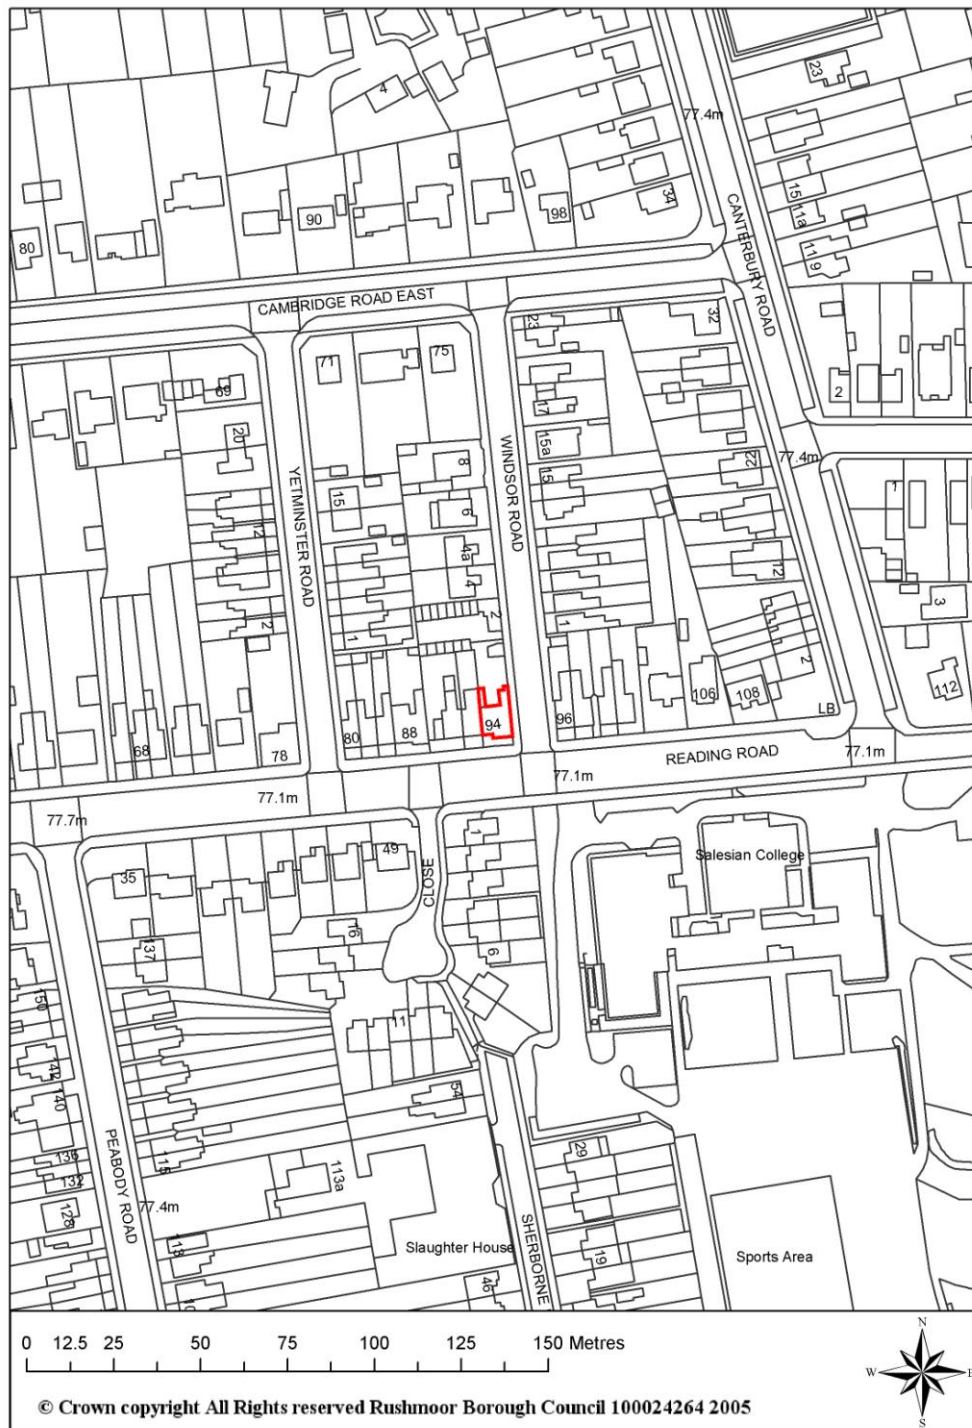 23
4
77.4m
34
15
11a
11
9
98
90
80
CANTERBURY ROAD
CAMBRIDGE ROAD EAST
23
32
71
75
69
17
2
20
15a
WINDSOR ROAD
22
77.4m
8
15
15
1
YETMINSTER ROAD
6
12
4a
4
12
3
2
1
2
1
2
106
108
112
94
96
LB
80
88
68
78
READING ROAD
77.1m
77.1m
77.1m
77.7m
49
1
Salesian College
35
CLOSE
16
137
6
150
11
142
54
140
29
136
115
PEABODY ROAD
132
113a
77.4m
128
SHERBORNE
118
Slaughter House
19
Sports Area
46
0 12.5 25 50 75 100 125 150 Metres
N
W E
S
© Crown copyright All Rights reserved Rushmoor Borough Council 100024264 2005